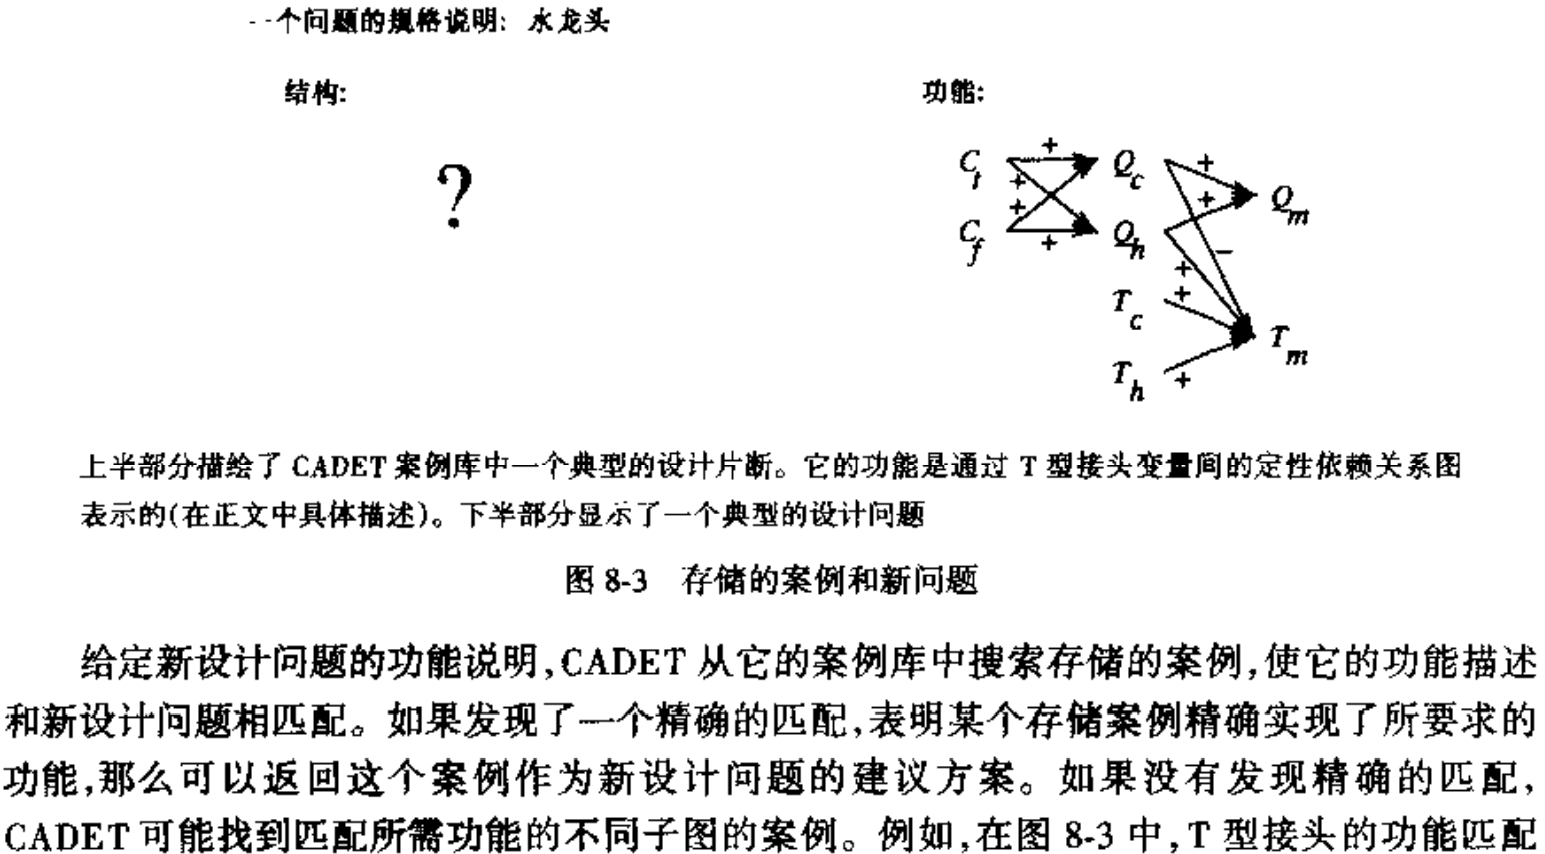 --个问题的规格说明: 水龙头
结构:
功能:
?
C_t + Q_c + Q_m
+ +
+ +
C_f + Q_h −
+
T_c + T_m
T_h +
上半部分描绘了 CADET 案例库中一个典型的设计片断。它的功能是通过 T 型接头变量间的定性依赖关系图
表示的(在正文中具体描述)。下半部分显示了一个典型的设计问题
图 8-3 存储的案例和新问题
给定新设计问题的功能说明,CADET 从它的案例库中搜索存储的案例,使它的功能描述
和新设计问题相匹配。如果发现了一个精确的匹配,表明某个存储案例精确实现了所要求的
功能,那么可以返回这个案例作为新设计问题的建议方案。如果没有发现精确的匹配,
CADET 可能找到匹配所需功能的不同子图的案例。例如,在图 8-3 中,T 型接头的功能匹配